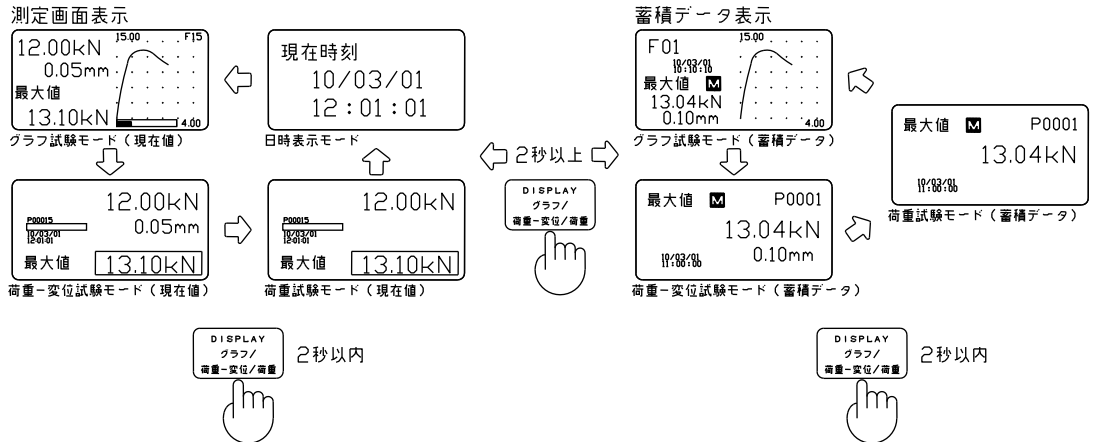 測定画面表示
12.00kN
0.05mm
最大値
13.10kN
15.00
F15
4.00
グラフ試験モード(現在値)
現在時刻
10/03/01
12:01:01
日時表示モード
12.00kN
0.05mm
P00015
10/03/01
12:01:01
最大値
13.10kN
荷重-変位試験モード(現在値)
12.00kN
P00015
10/03/01
12:01:01
最大値
13.10kN
荷重試験モード(現在値)
DISPLAY
グラフ/
荷重-変位/荷重
2秒以内
2秒以上
DISPLAY
グラフ/
荷重-変位/荷重
蓄積データ表示
F01
10/03/01
10:10:10
最大値 M
13.04kN
0.10mm
15.00
4.00
グラフ試験モード(蓄積データ)
最大値 M P0001
13.04kN
0.10mm
10/03/01
11:00:00
荷重-変位試験モード(蓄積データ)
最大値 M P0001
13.04kN
10/03/01
11:00:00
荷重試験モード(蓄積データ)
DISPLAY
グラフ/
荷重-変位/荷重
2秒以内